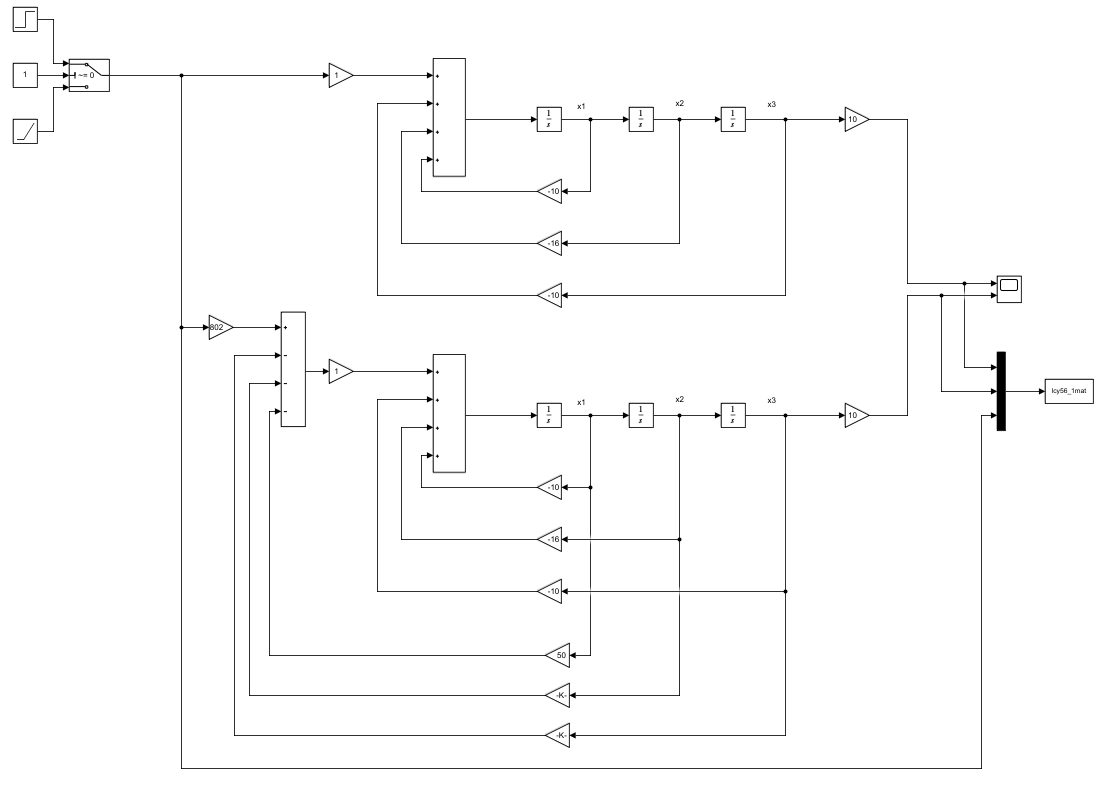 1
~= 0
1
+
+
+
+
1
s
x1
1
s
x2
1
s
x3
10
-10
-16
-10
802
+
−
−
−
1
+
+
+
+
1
s
x1
1
s
x2
1
s
x3
10
-10
-16
-10
50
-K-
-K-
lcy56_1mat